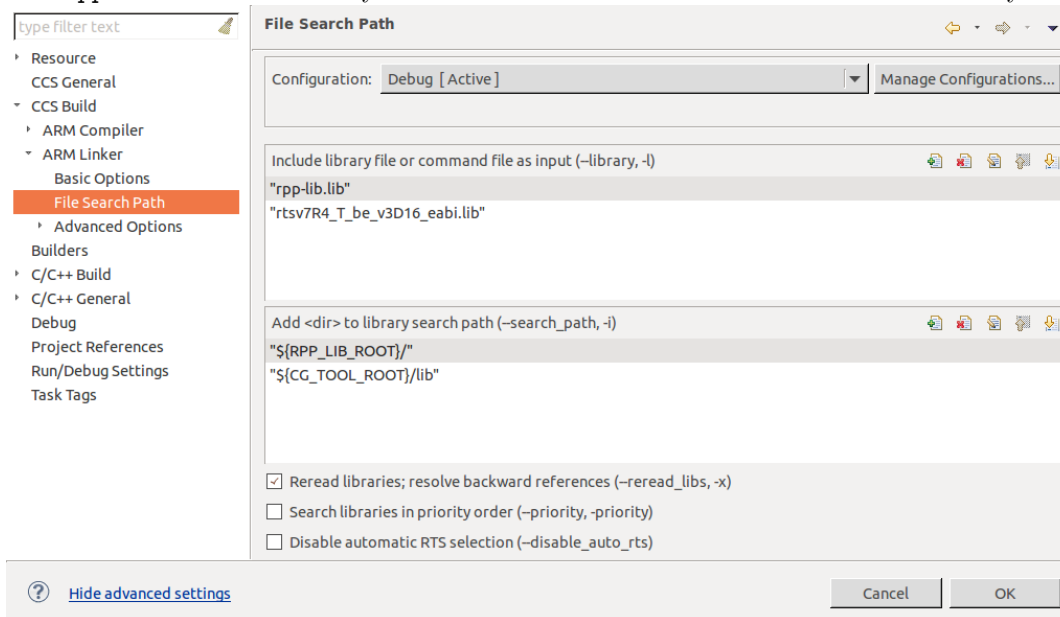 type filter text
Resource
CCS General
CCS Build
ARM Compiler
ARM Linker
Basic Options
File Search Path
Advanced Options
Builders
C/C++ Build
C/C++ General
Debug
Project References
Run/Debug Settings
Task Tags
File Search Path
Configuration: Debug [ Active ] Manage Configurations...
Include library file or command file as input (--library, -l)
"rpp-lib.lib"
"rtsv7R4_T_be_v3D16_eabi.lib"
Add <dir> to library search path (--search_path, -i)
"${RPP_LIB_ROOT}/"
"${CG_TOOL_ROOT}/lib"
Reread libraries; resolve backward references (--reread_libs, -x)
Search libraries in priority order (--priority, -priority)
Disable automatic RTS selection (--disable_auto_rts)
Hide advanced settings
Cancel OK